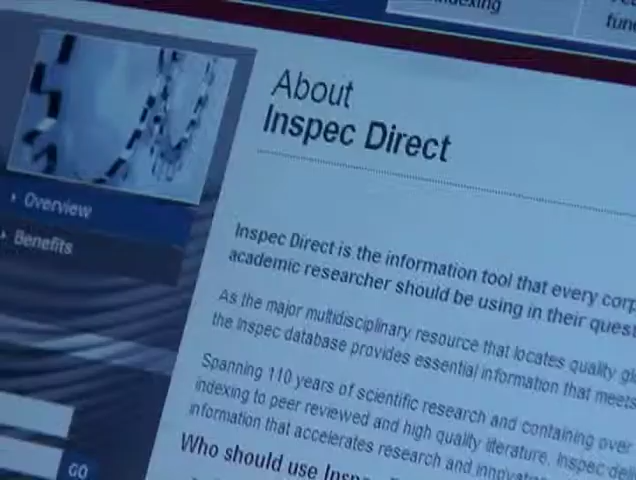 indexing
About
Inspec Direct
Overview
Benefits
Inspec Direct is the information tool that every
academic researcher should be using in their
As the major multidisciplinary resource that locates quality
the Inspec database provides essential information that meets
Spanning 110 years of scientific research and containing over
indexing to peer reviewed and high quality literature. Inspec
information that accelerates research and
Who should use
GO